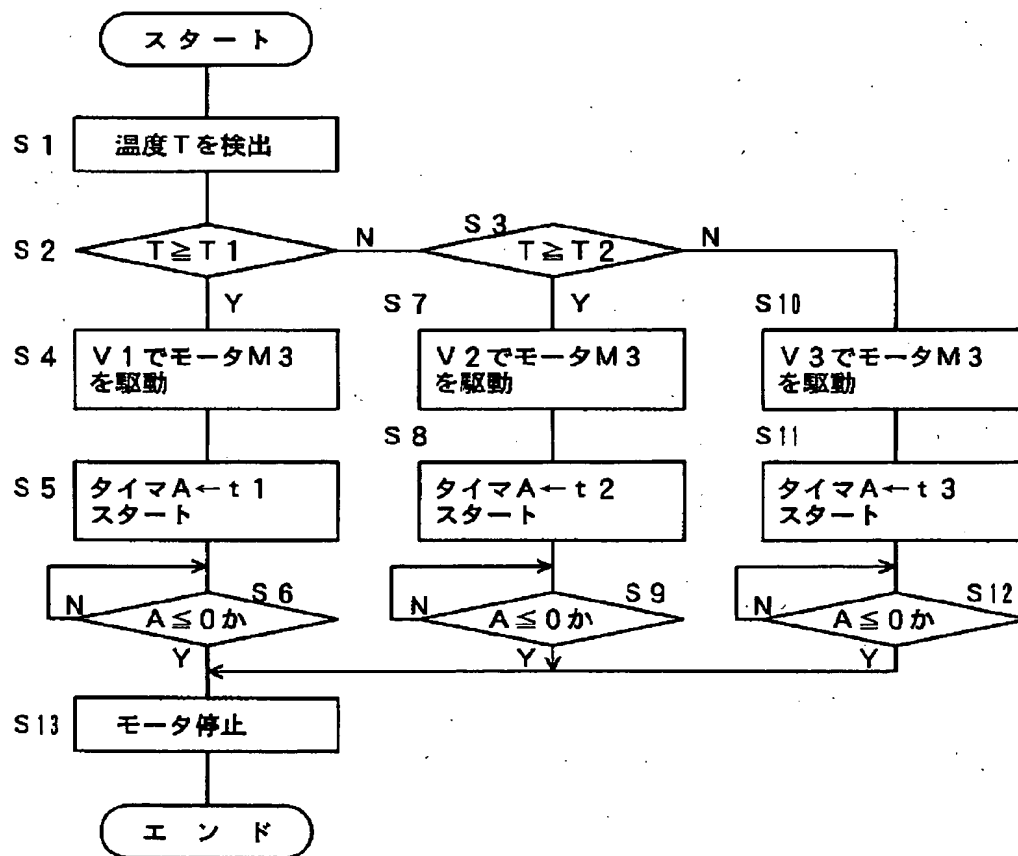 スタート
S1
温度Tを検出
S2
T≧T1
N
S3
T≧T2
N
Y
Y
S4
V1でモータM3
を駆動
S7
V2でモータM3
を駆動
S10
V3でモータM3
を駆動
S5
タイマA←t1
スタート
S8
タイマA←t2
スタート
S11
タイマA←t3
スタート
S6
N
A≦0か
Y
S9
N
A≦0か
Y
S12
N
A≦0か
Y
S13
モータ停止
エンド